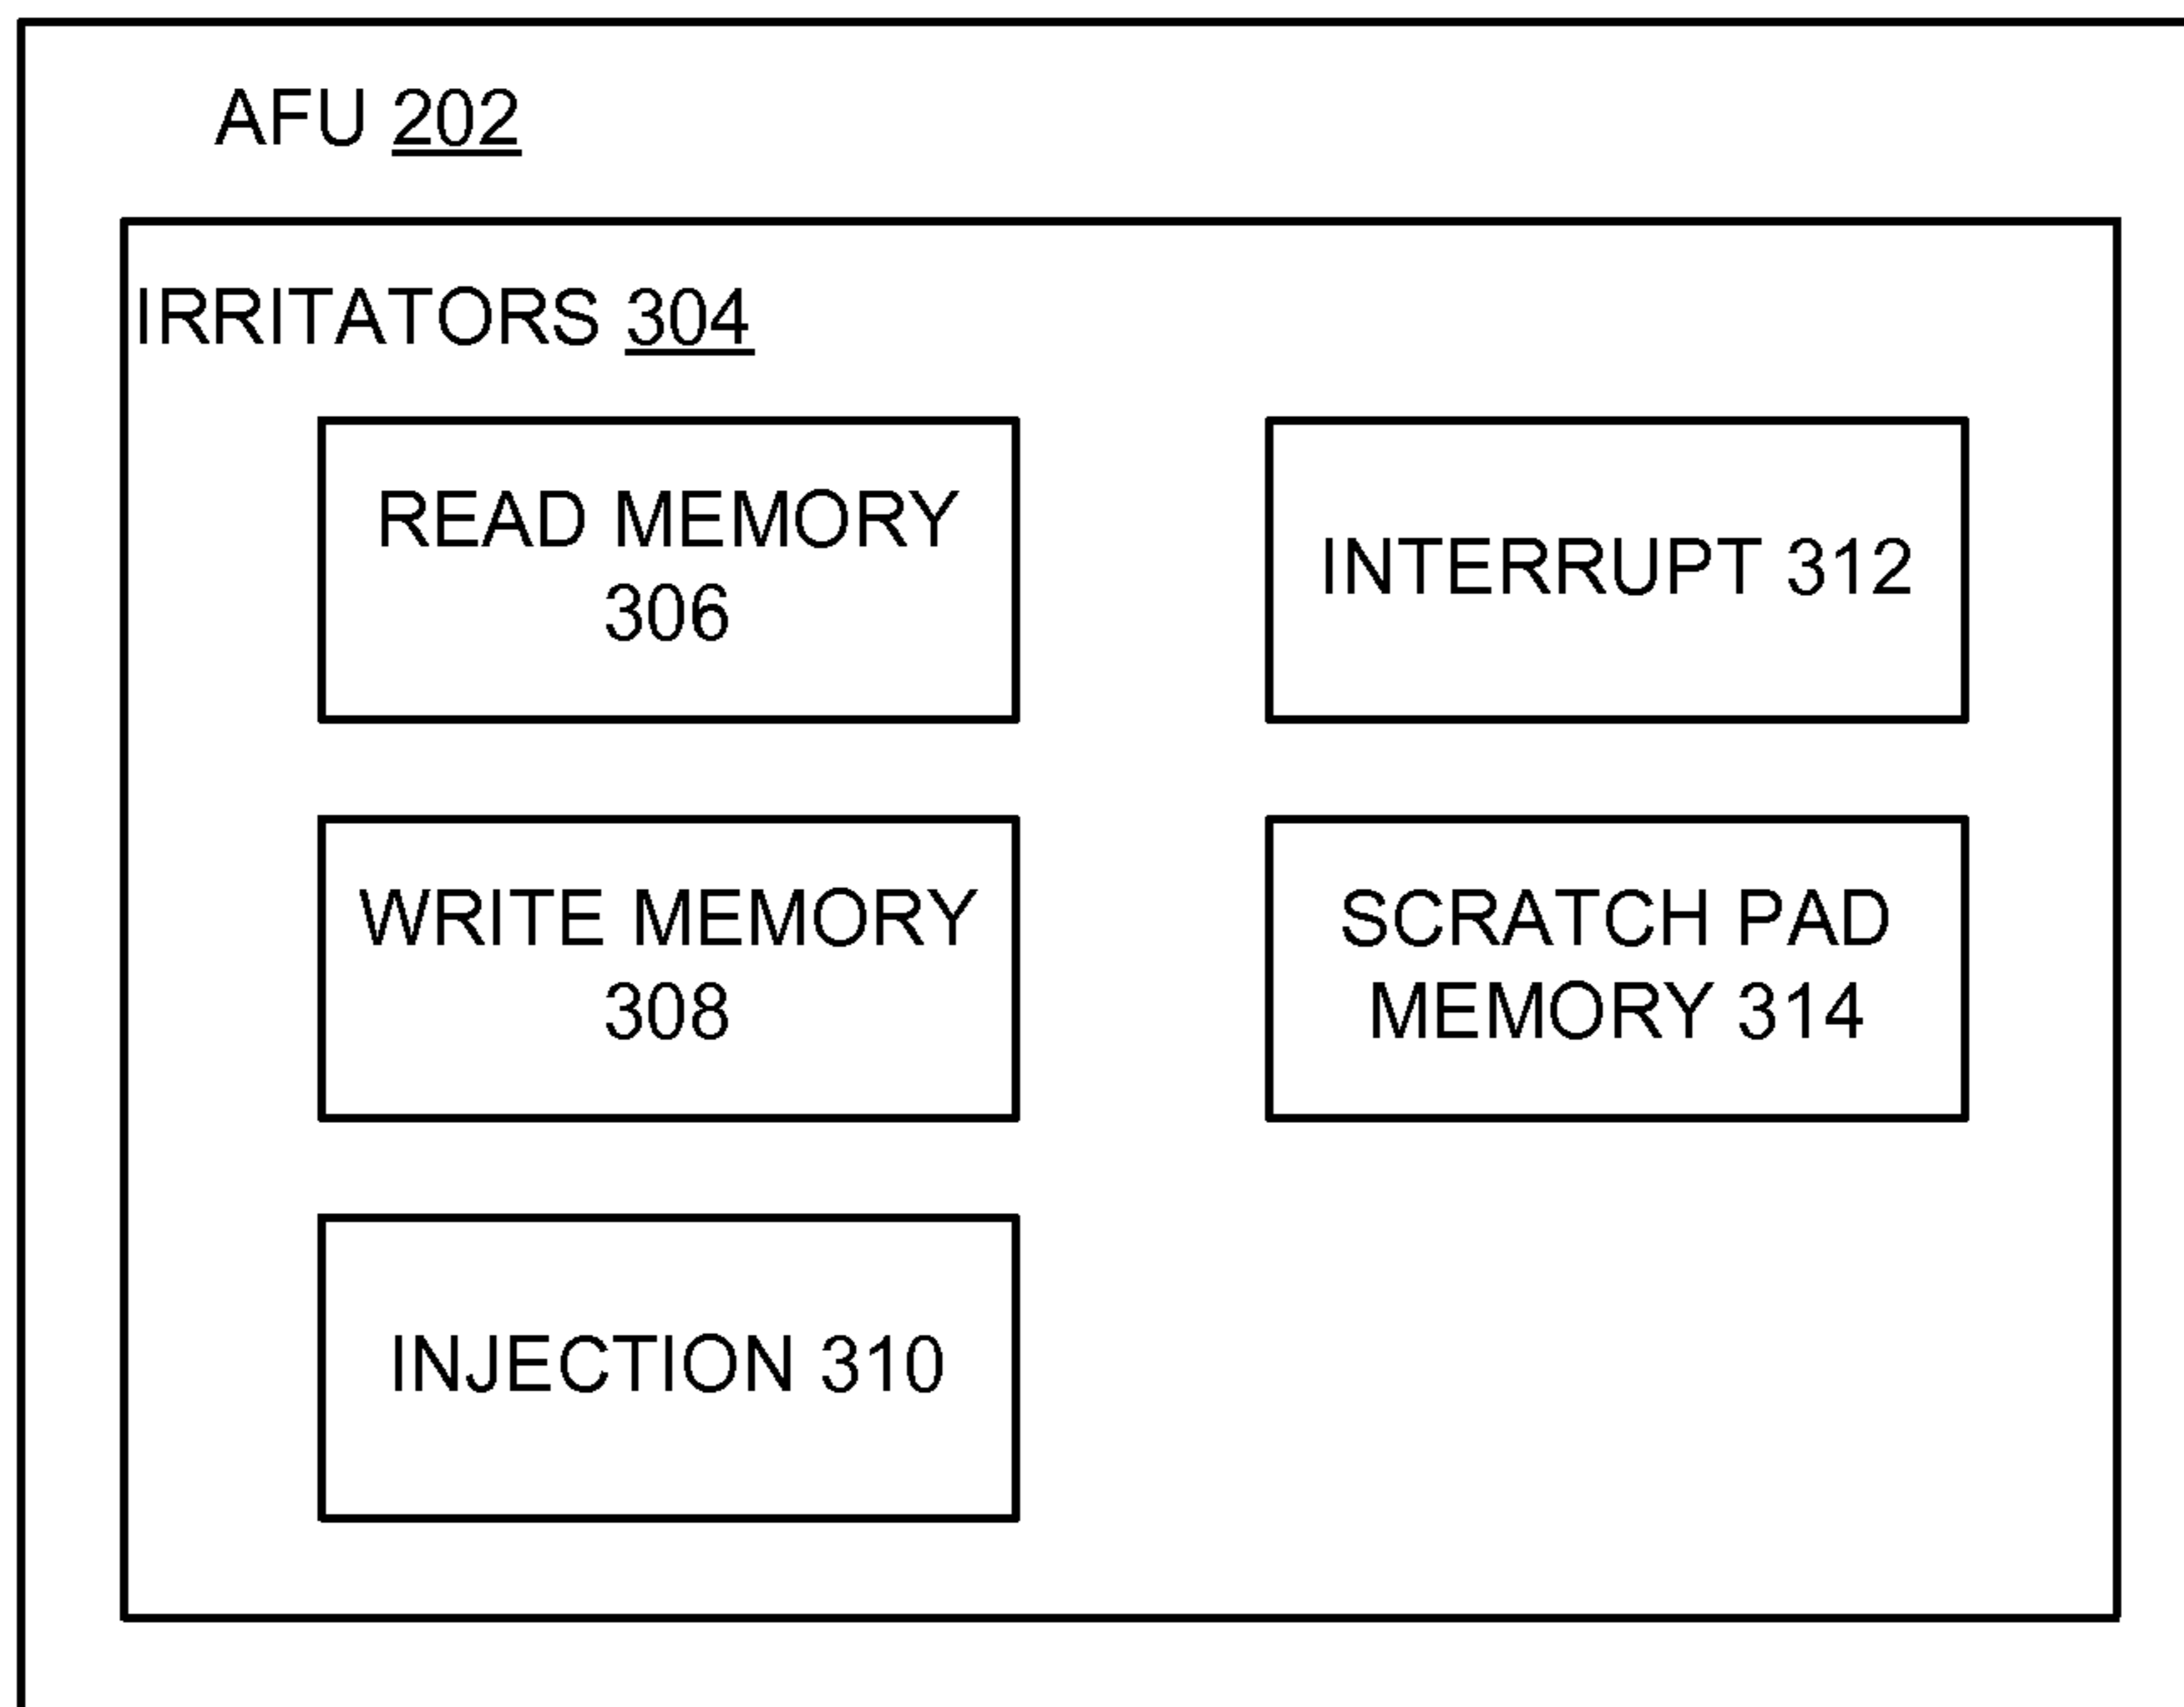 AFU 202
IRRITATORS 304
READ MEMORY
306
INTERRUPT 312
WRITE MEMORY
308
SCRATCH PAD
MEMORY 314
INJECTION 310